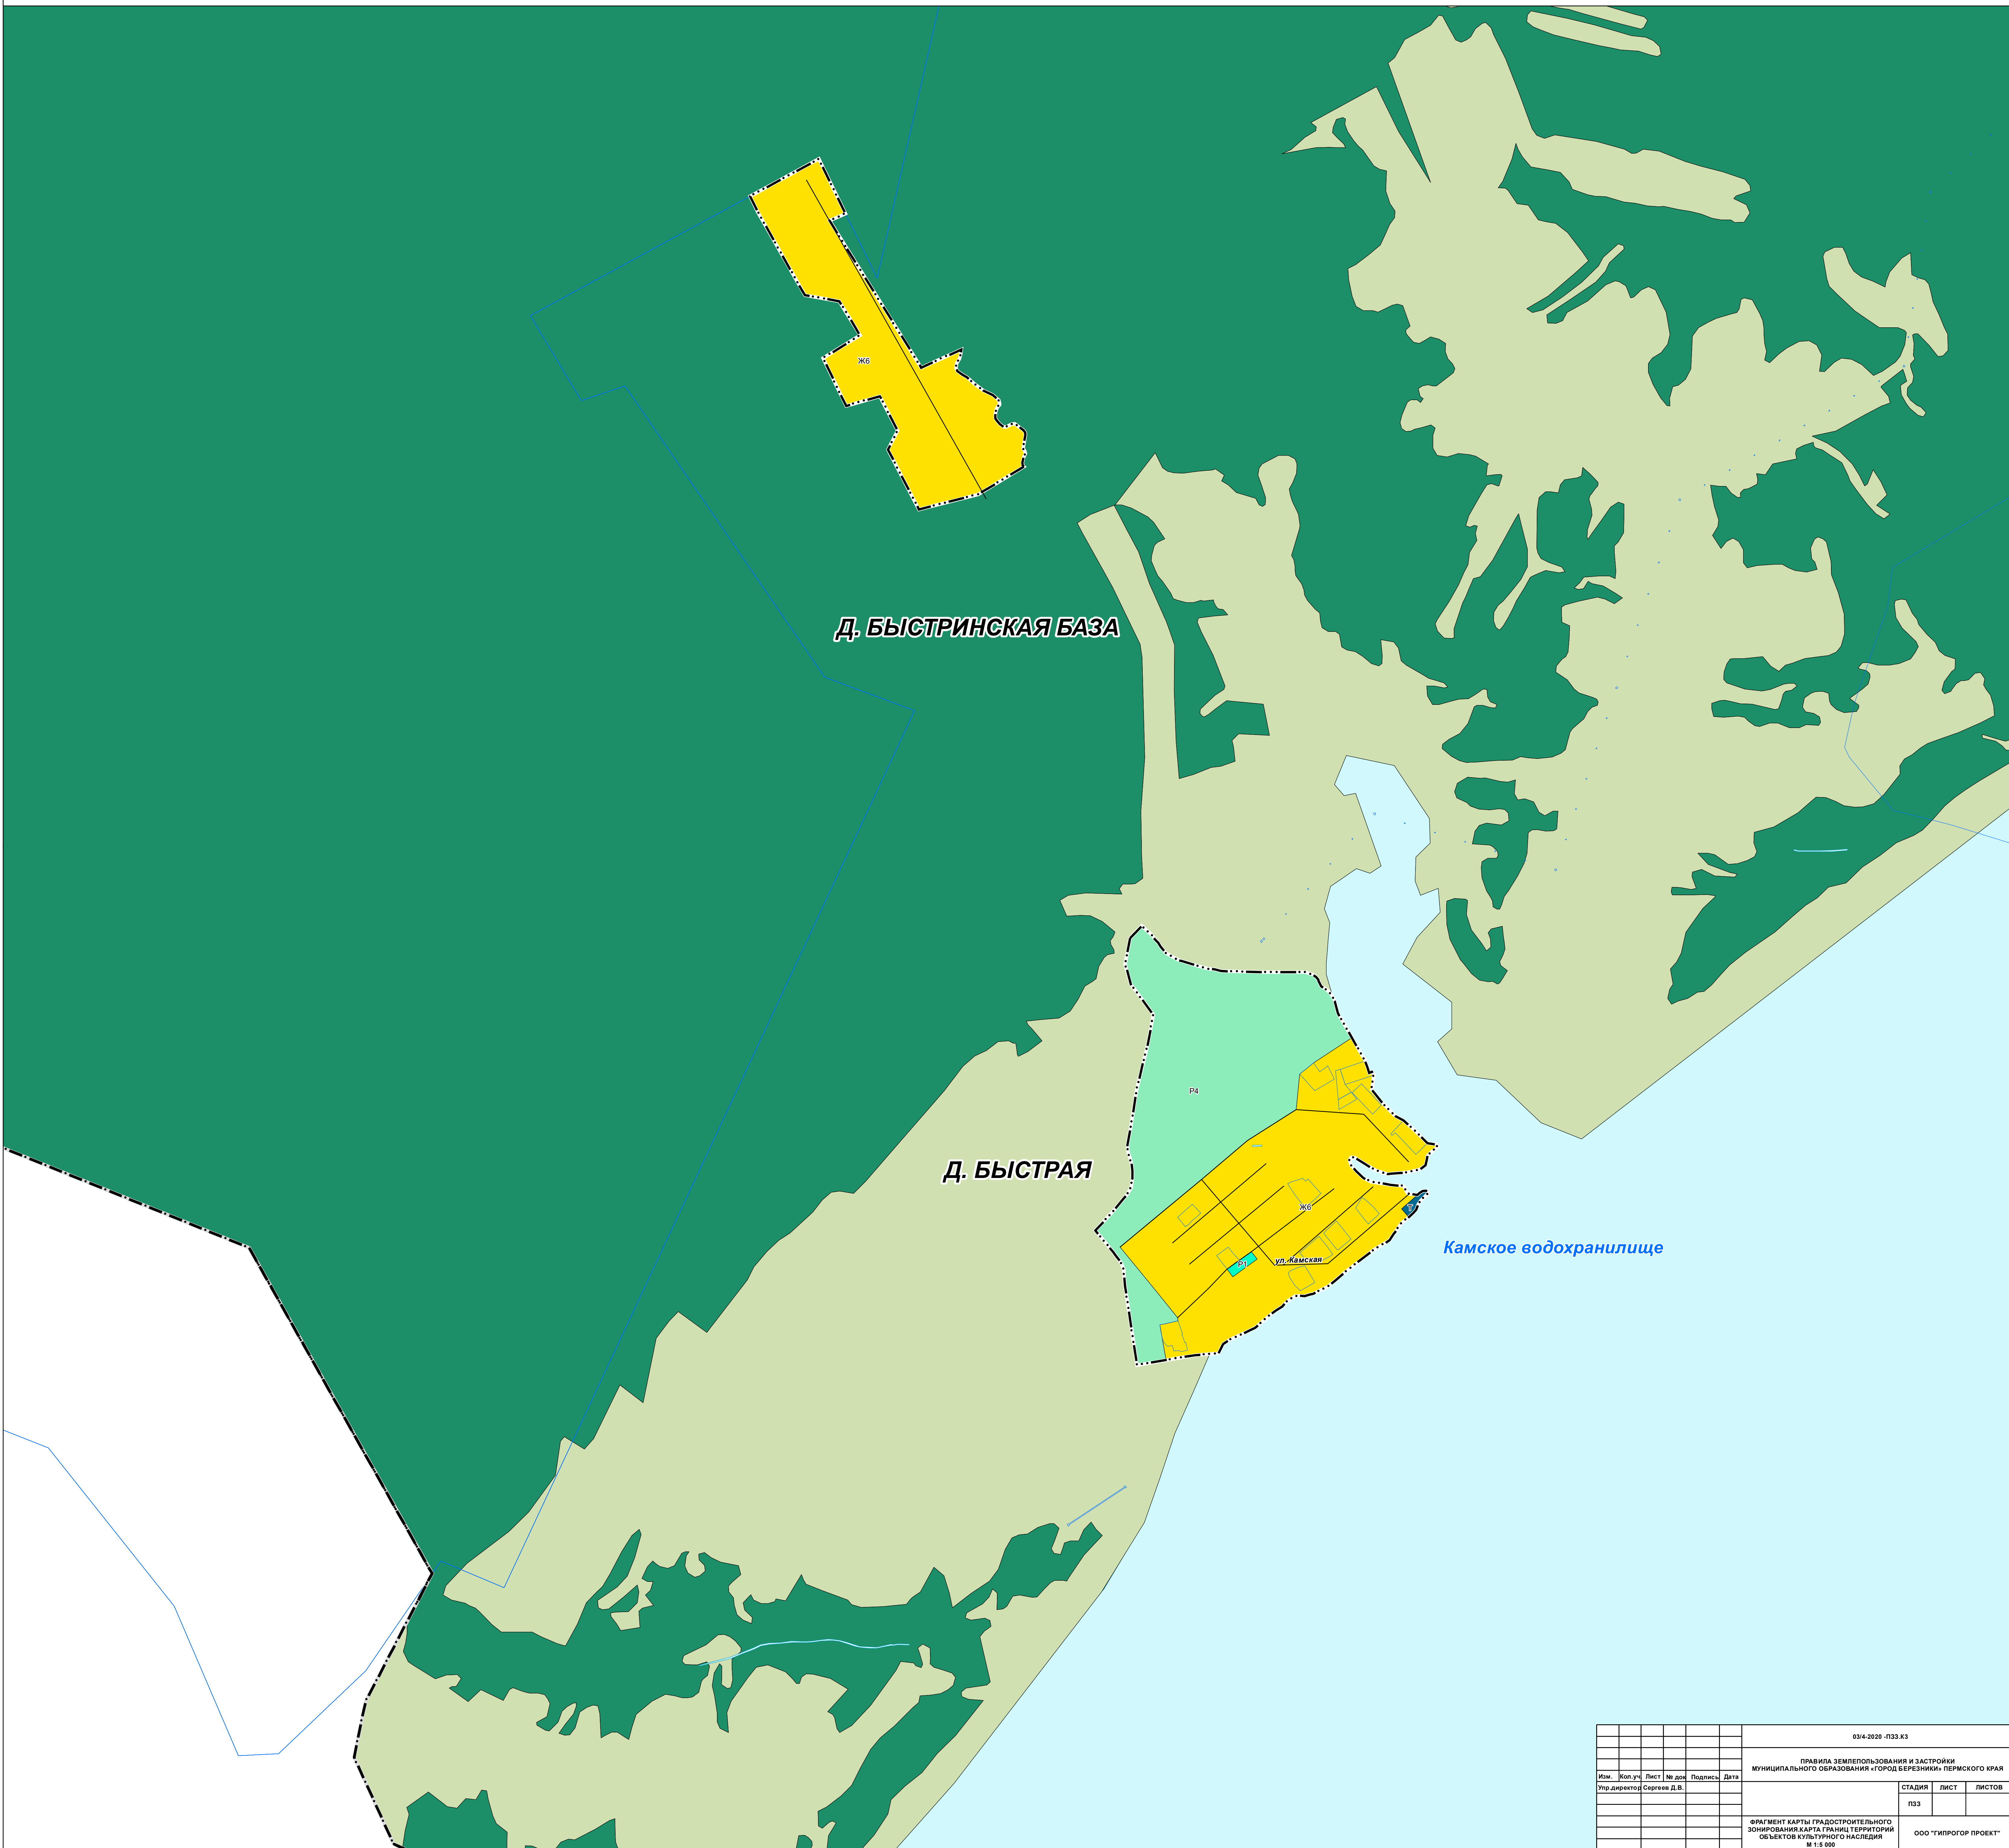 Ж6
Д. БЫСТРИНСКАЯ БАЗА
Р4
Д. БЫСТРАЯ
Ж6
Р1
ул. Камская
Камское водохранилище
03/4-2020 -ПЗЗ.КЗ
ПРАВИЛА ЗЕМЛЕПОЛЬЗОВАНИЯ И ЗАСТРОЙКИ
МУНИЦИПАЛЬНОГО ОБРАЗОВАНИЯ «ГОРОД БЕРЕЗНИКИ» ПЕРМСКОГО КРАЯ
Изм. Кол.уч Лист № док Подпись Дата
Упр.директор Сергеев Д.В.
СТАДИЯ ЛИСТ ЛИСТОВ
ПЗЗ
ФРАГМЕНТ КАРТЫ ГРАДОСТРОИТЕЛЬНОГО
ЗОНИРОВАНИЯ.КАРТА ГРАНИЦ ТЕРРИТОРИЙ
ОБЪЕКТОВ КУЛЬТУРНОГО НАСЛЕДИЯ
М 1:5 000
ООО "ГИПРОГОР ПРОЕКТ"